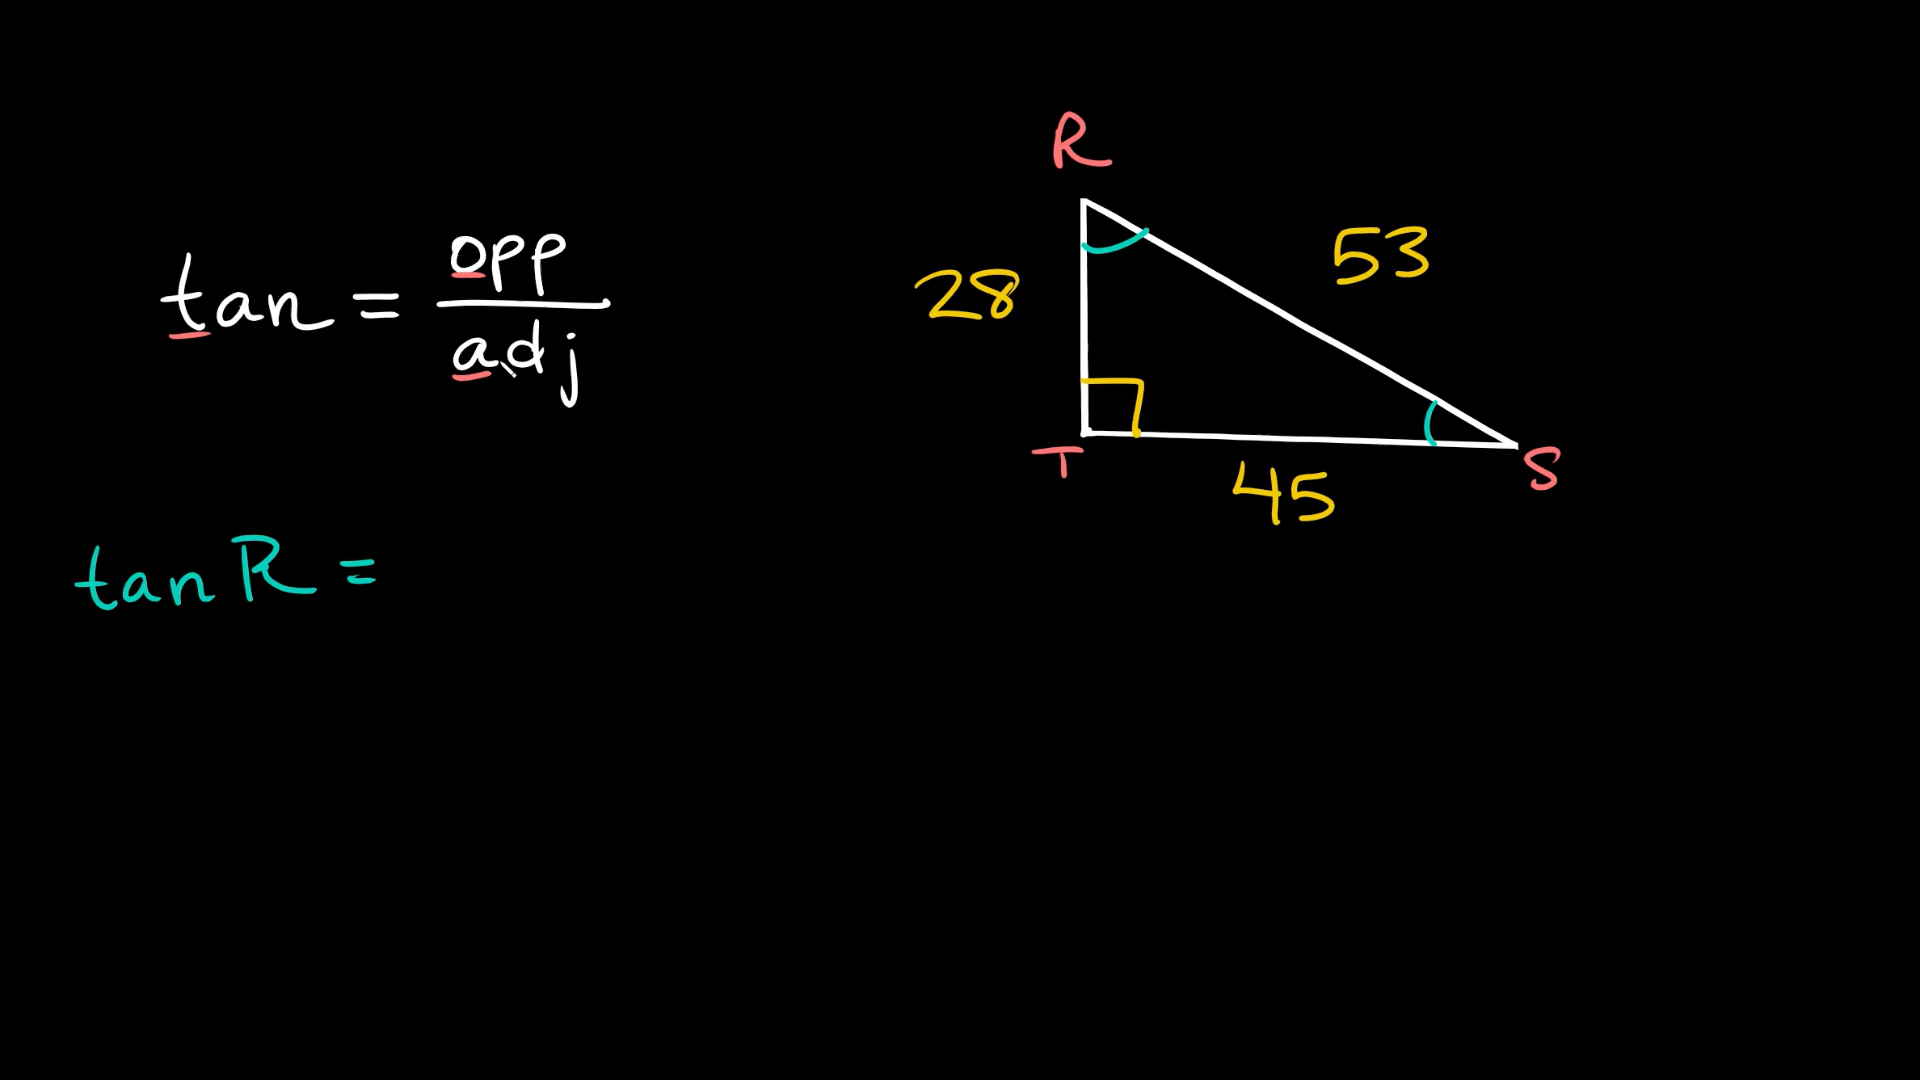 tan = opp/adj
tan R =
R
28
53
T
45
S